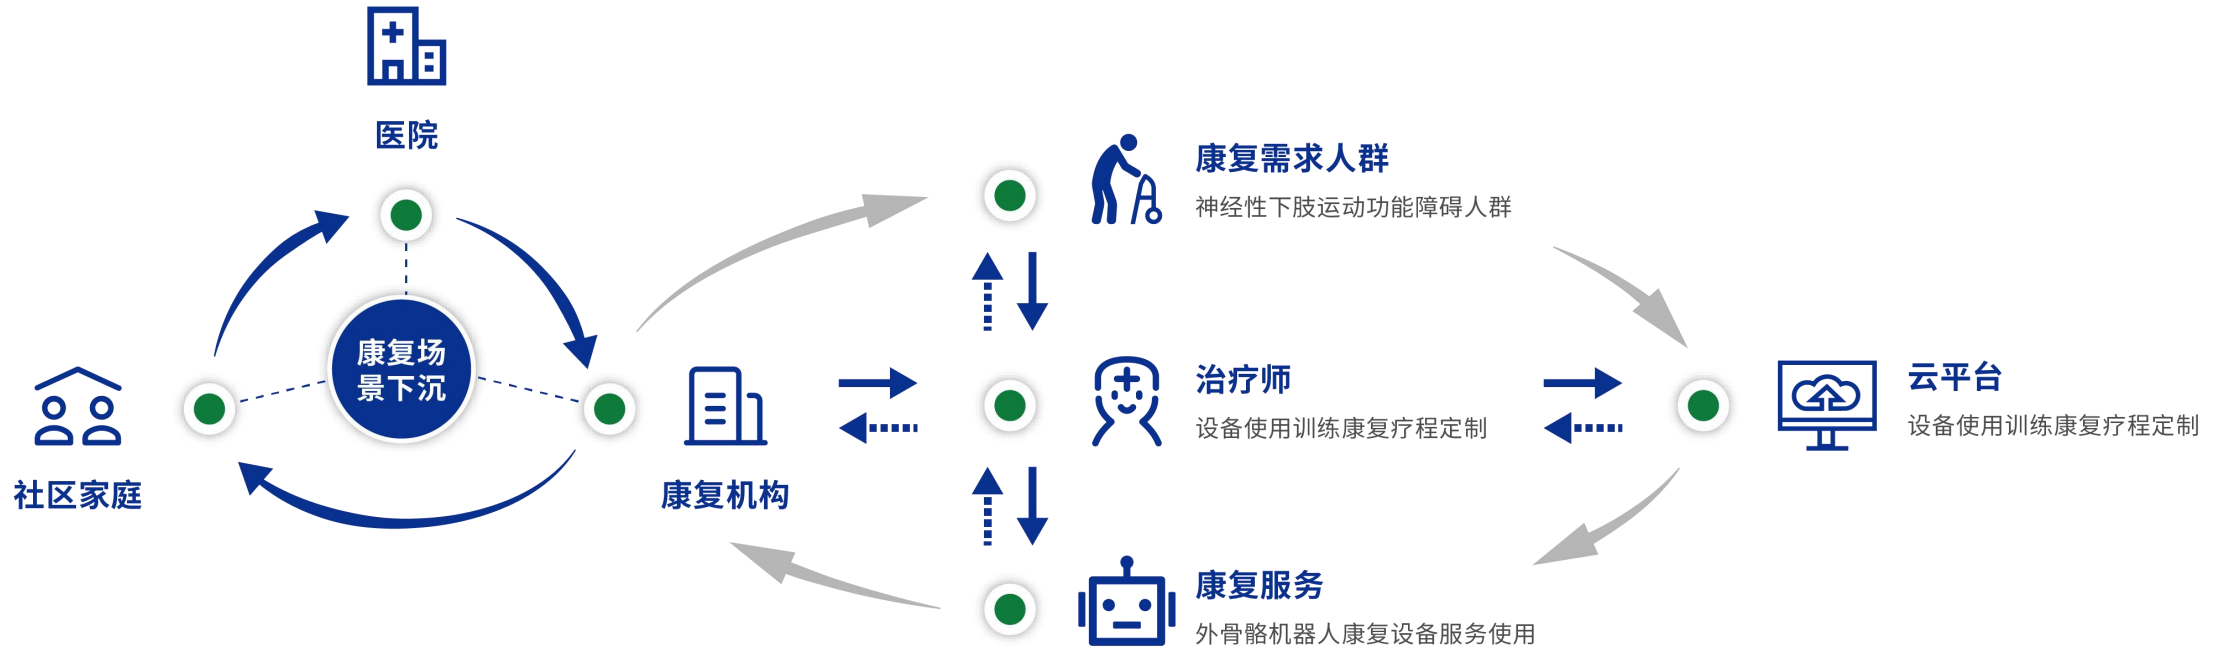 医院
康复场
景下沉
社区家庭
康复机构
康复需求人群
神经性下肢运动功能障碍人群
治疗师
设备使用训练康复疗程定制
康复服务
外骨骼机器人康复设备服务使用
云平台
设备使用训练康复疗程定制